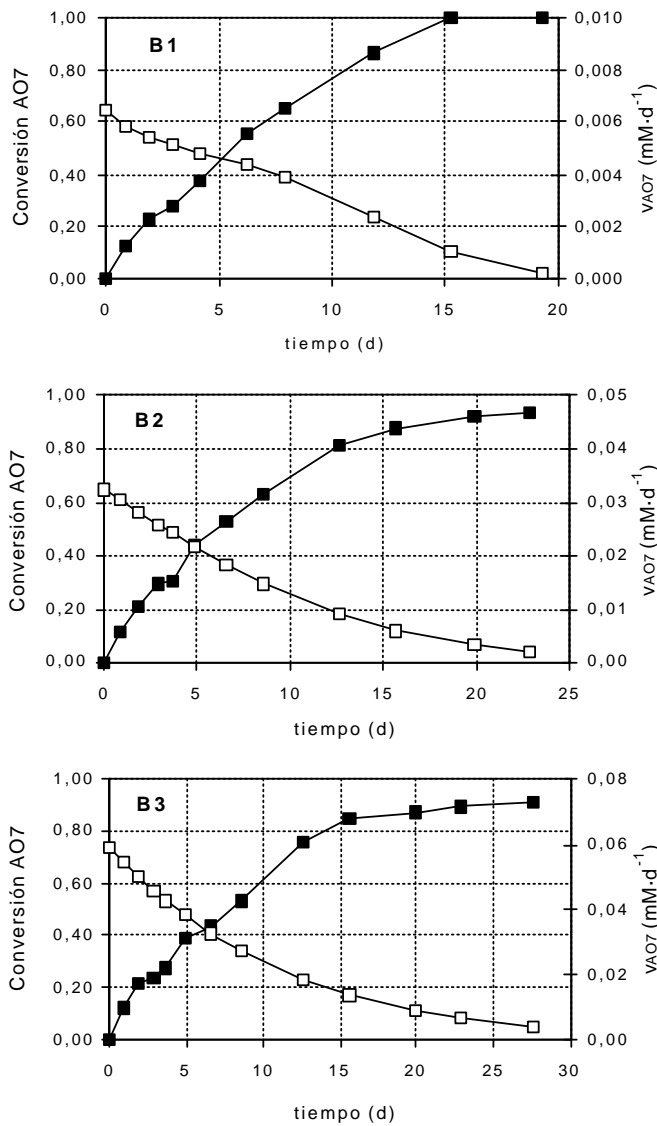 B1
1,00
0,80
0,60
0,40
0,20
0,00
Conversión AO7
0,010
0,008
0,006
0,004
0,002
0,000
vAO7 (mM·d-1)
0 5 10 15 20
tiempo (d)
B2
1,00
0,80
0,60
0,40
0,20
0,00
Conversión AO7
0,05
0,04
0,03
0,02
0,01
0,00
vAO7 (mM·d-1)
0 5 10 15 20 25
tiempo (d)
B3
1,00
0,80
0,60
0,40
0,20
0,00
Conversión AO7
0,08
0,06
0,04
0,02
0,00
vAO7 (mM·d-1)
0 5 10 15 20 25 30
tiempo (d)